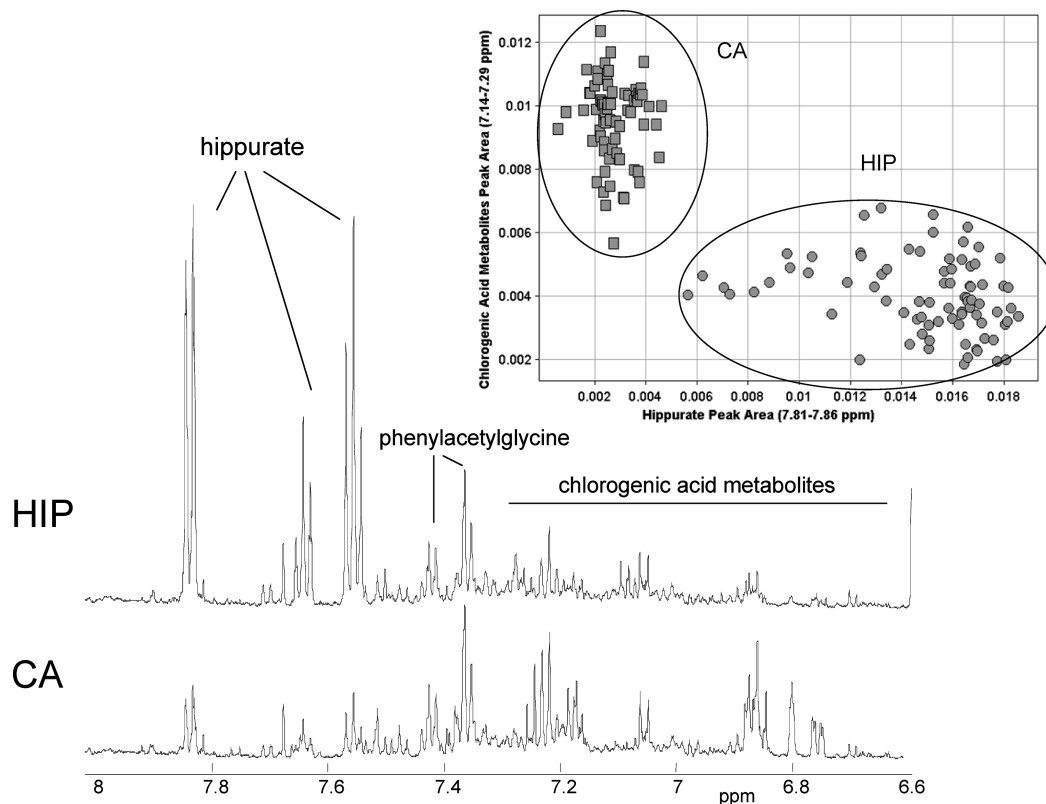 CA
HIP
Chlorogenic Acid Metabolites Peak Area (7.14-7.29 ppm)
0.012
0.01
0.008
0.006
0.004
0.002
0.002 0.004 0.006 0.008 0.01 0.012 0.014 0.016 0.018
Hippurate Peak Area (7.81-7.86 ppm)
hippurate
phenylacetylglycine
chlorogenic acid metabolites
HIP
CA
8 7.8 7.6 7.4 7.2 7 6.8 6.6
ppm